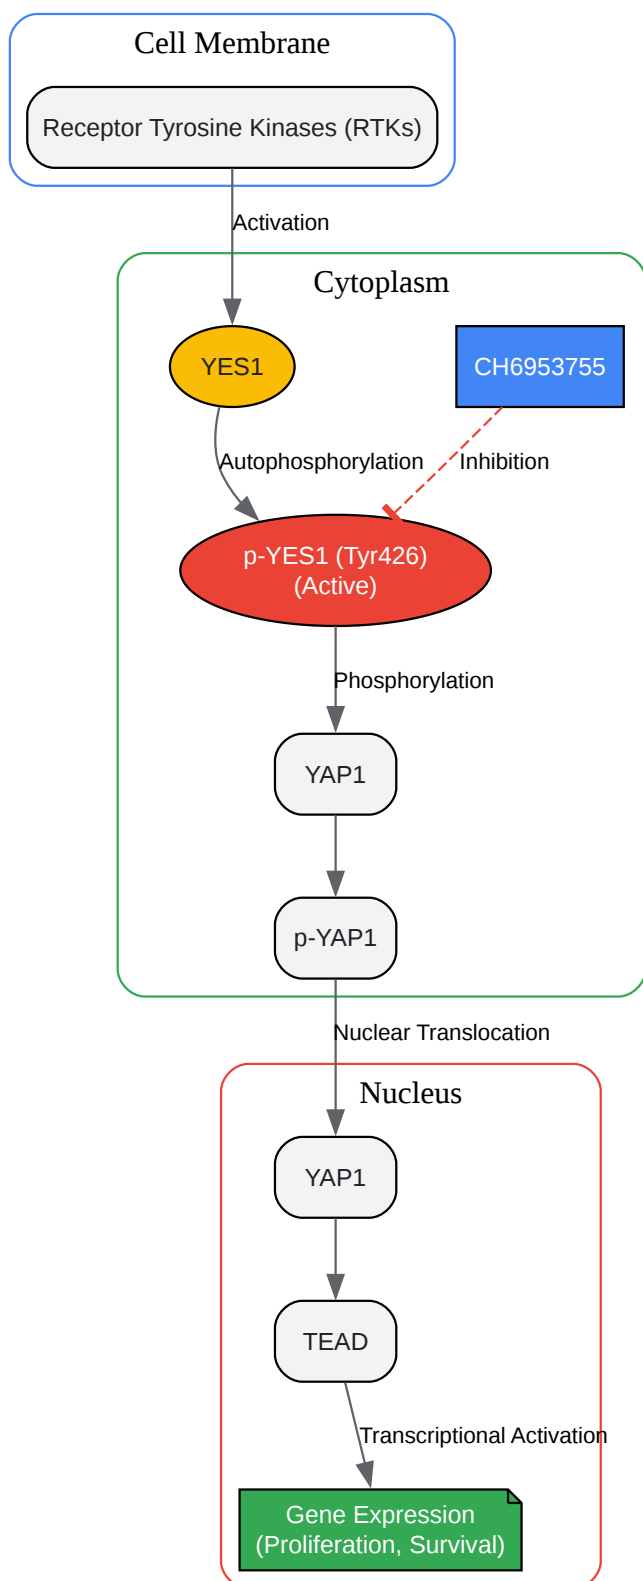 Cell Membrane
Receptor Tyrosine Kinases (RTKs)
Activation
Cytoplasm
YES1
CH6953755
Autophosphorylation
Inhibition
p-YES1 (Tyr426)
(Active)
Phosphorylation
YAP1
p-YAP1
Nuclear Translocation
Nucleus
YAP1
TEAD
Transcriptional Activation
Gene Expression
(Proliferation, Survival)